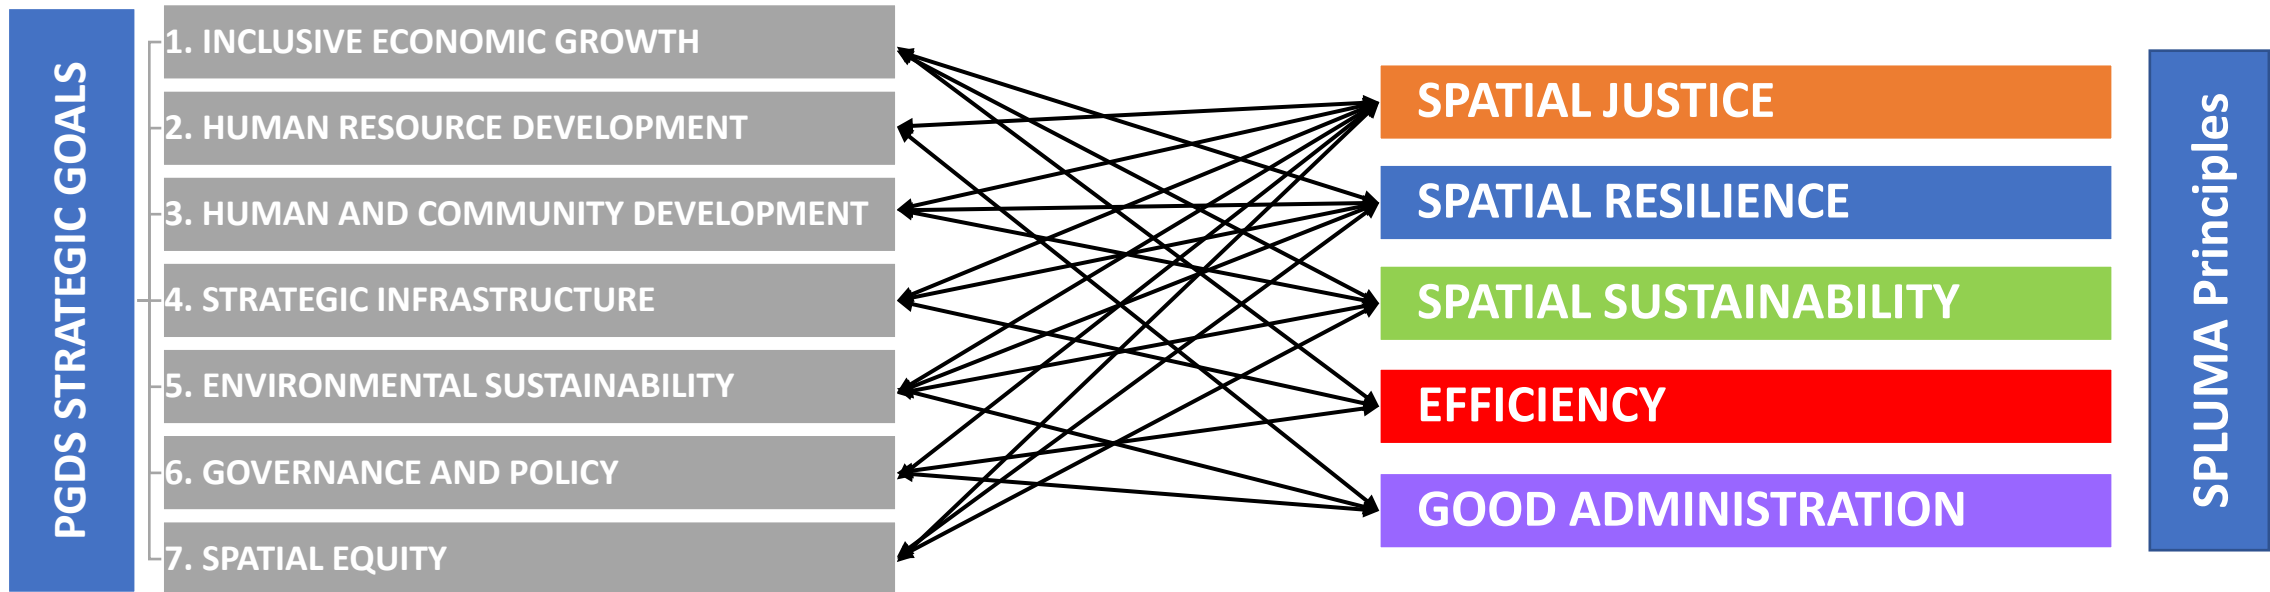 PGDS STRATEGIC GOALS
1. INCLUSIVE ECONOMIC GROWTH
2. HUMAN RESOURCE DEVELOPMENT
3. HUMAN AND COMMUNITY DEVELOPMENT
4. STRATEGIC INFRASTRUCTURE
5. ENVIRONMENTAL SUSTAINABILITY
6. GOVERNANCE AND POLICY
7. SPATIAL EQUITY
SPATIAL JUSTICE
SPATIAL RESILIENCE
SPATIAL SUSTAINABILITY
EFFICIENCY
GOOD ADMINISTRATION
SPLUMA Principles